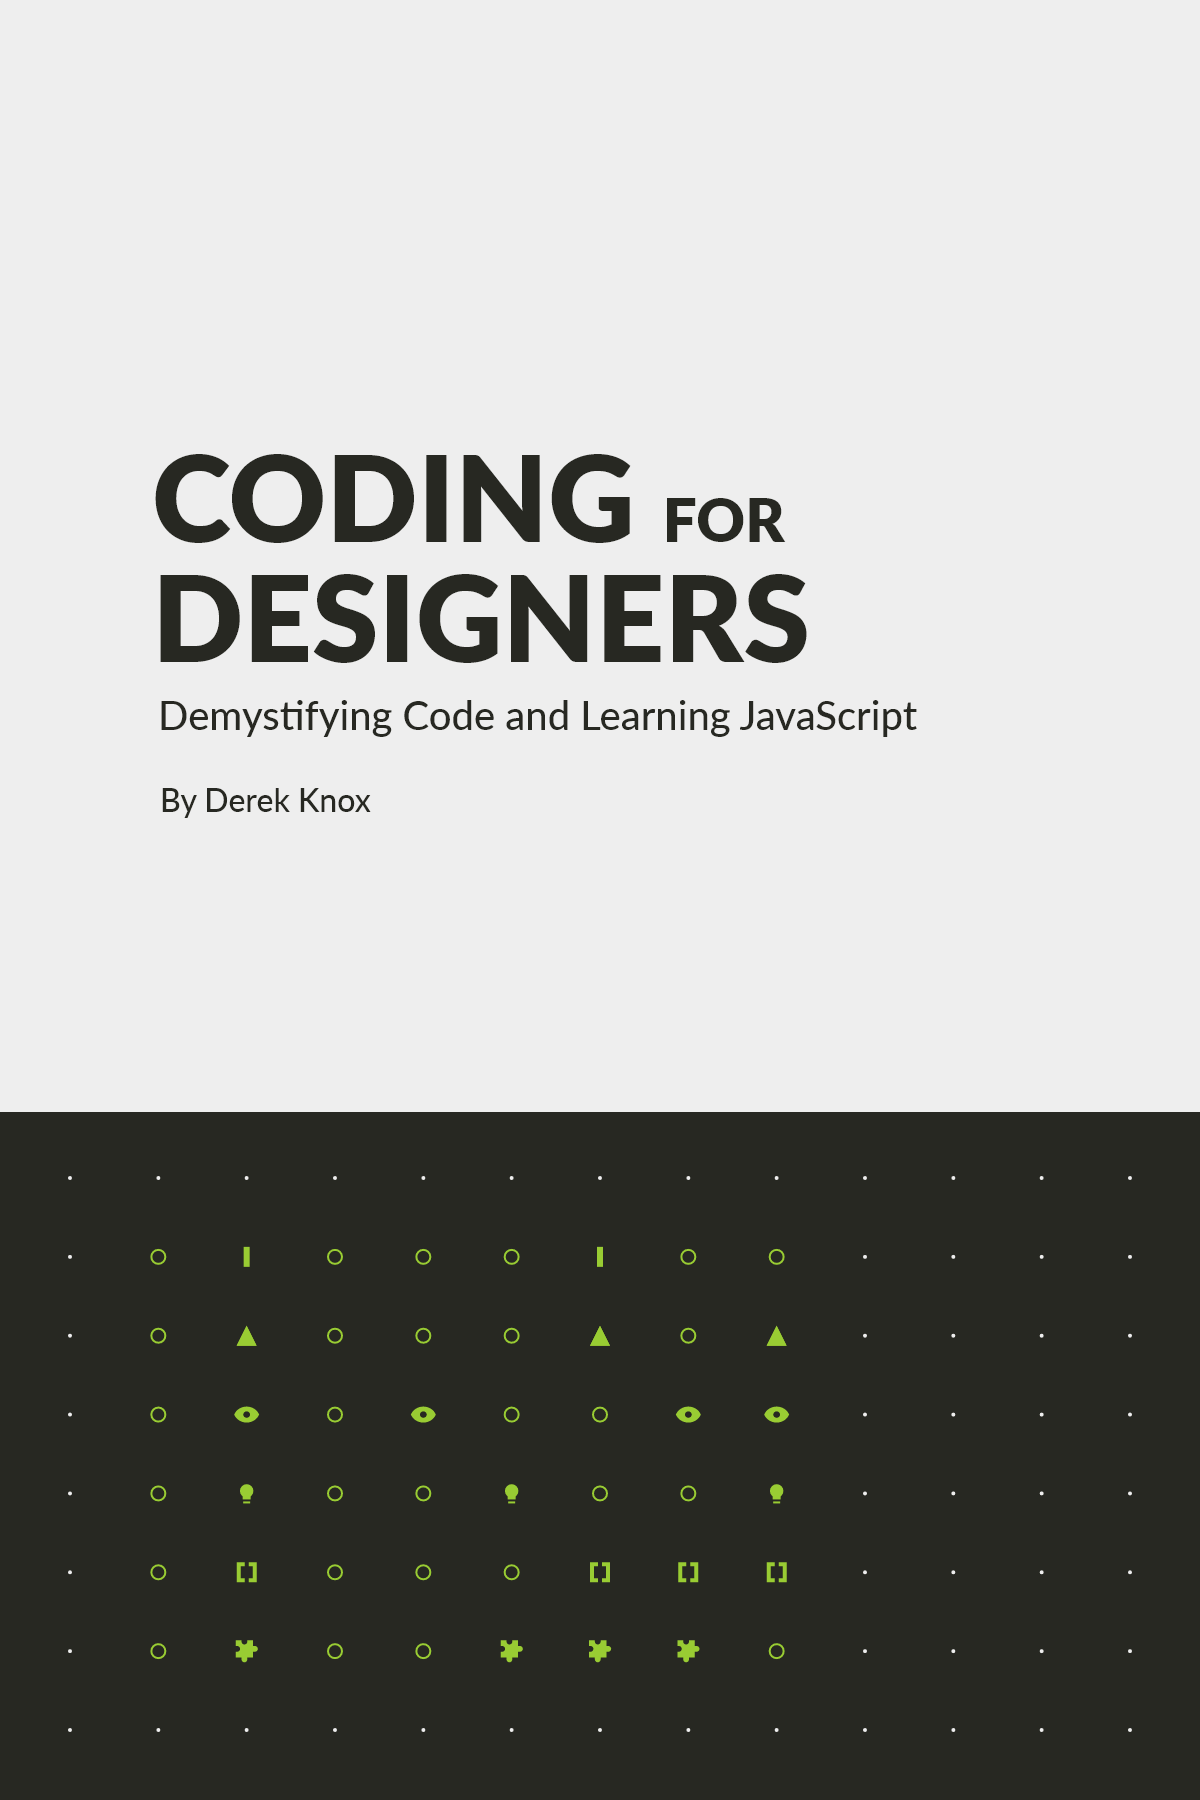 CODING FOR
DESIGNERS
Demystifying Code and Learning JavaScript
By Derek Knox